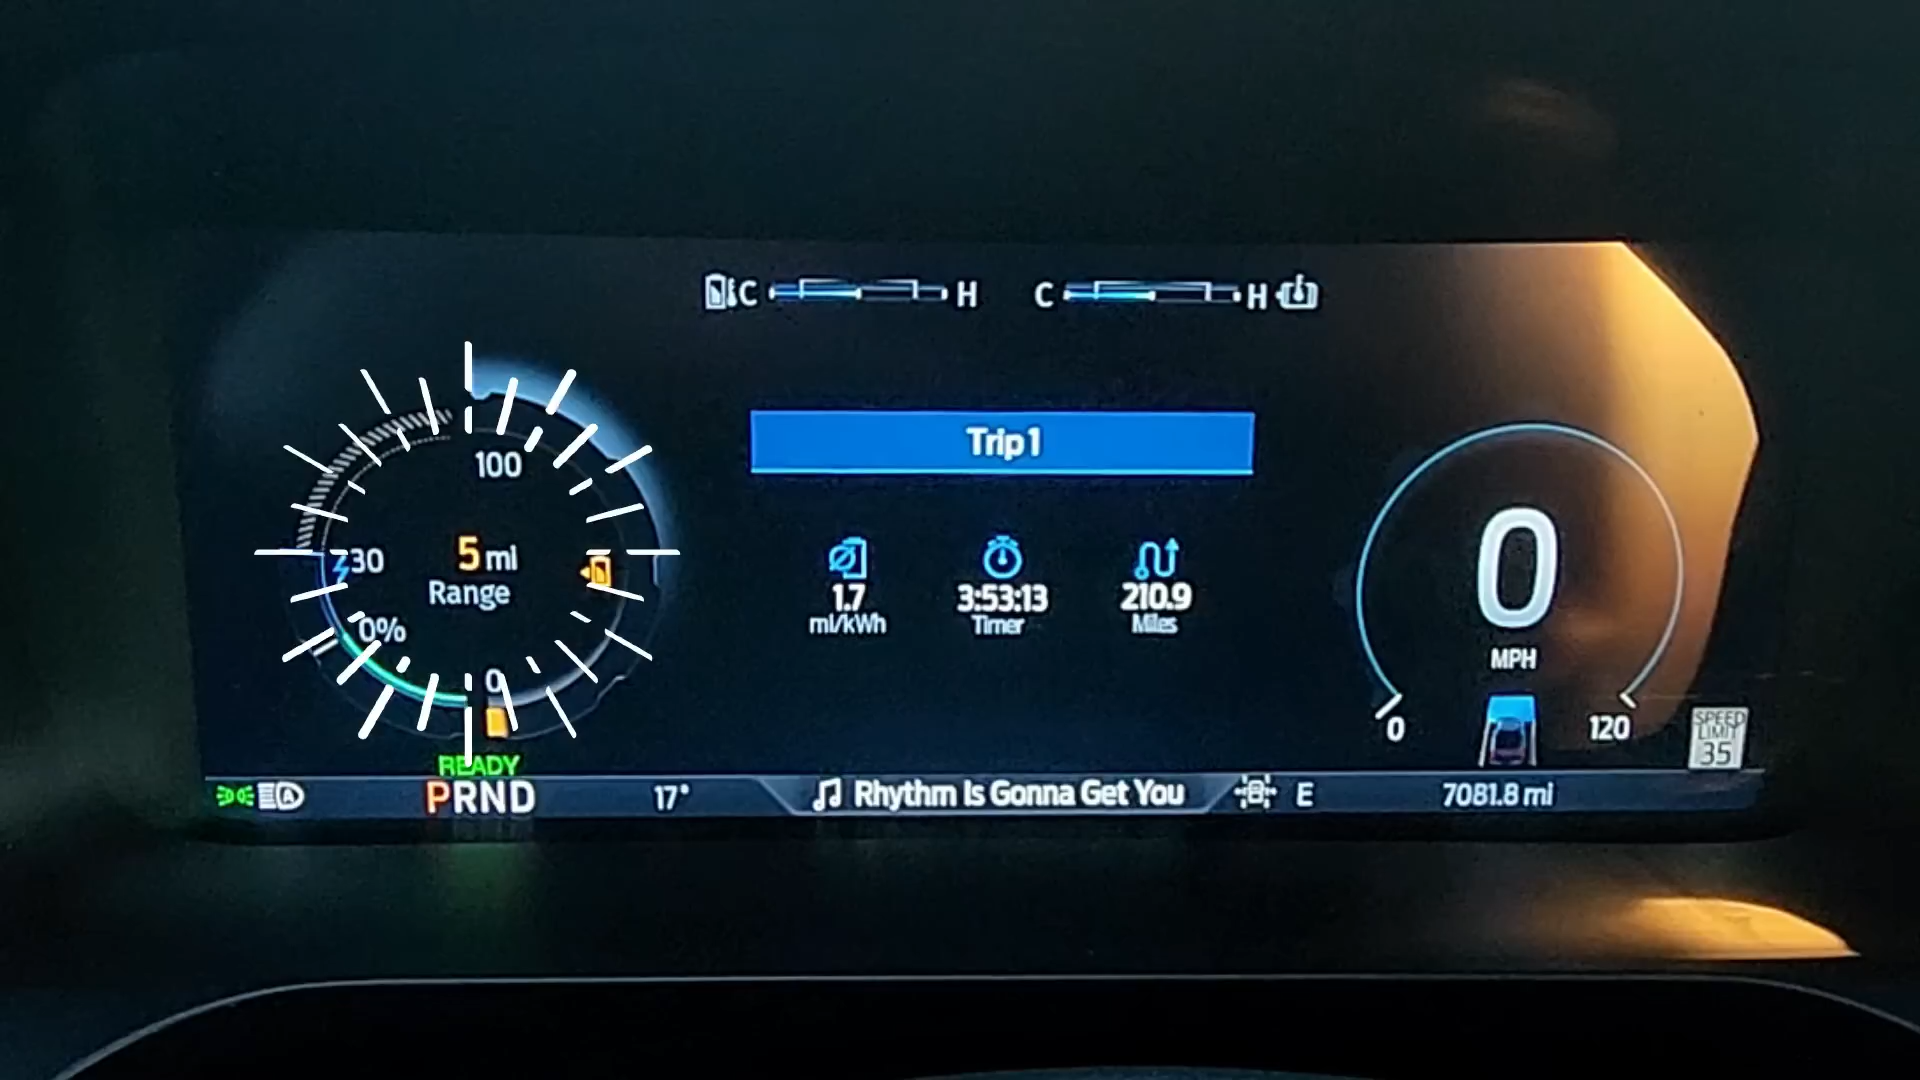 C H C H
100
Trip 1
30
5 mi
Range
0%
0
1.7
mi/kWh
3:53:13
Timer
210.9
Miles
0
MPH
0
120
SPEED
LIMIT
35
READY
PRND
17°
Rhythm Is Gonna Get You
E
7081.8 mi